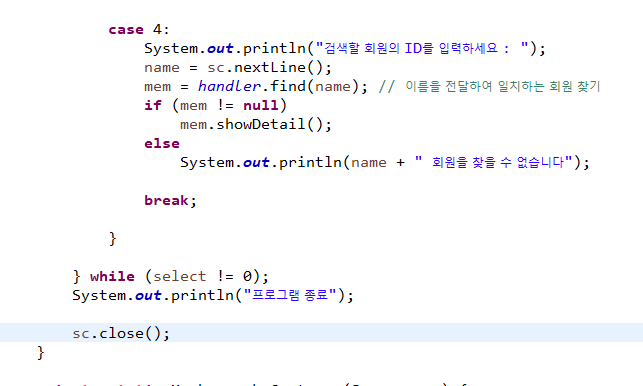 case 4:
System.out.println("검색할 회원의 ID를 입력하세요 : ");
name = sc.nextLine();
mem = handler.find(name); // 이름을 전달하여 일치하는 회원 찾기
if (mem != null)
mem.showDetail();
else
System.out.println(name + " 회원을 찾을 수 없습니다");
break;
}
} while (select != 0);
System.out.println("프로그램 종료");
sc.close();
}